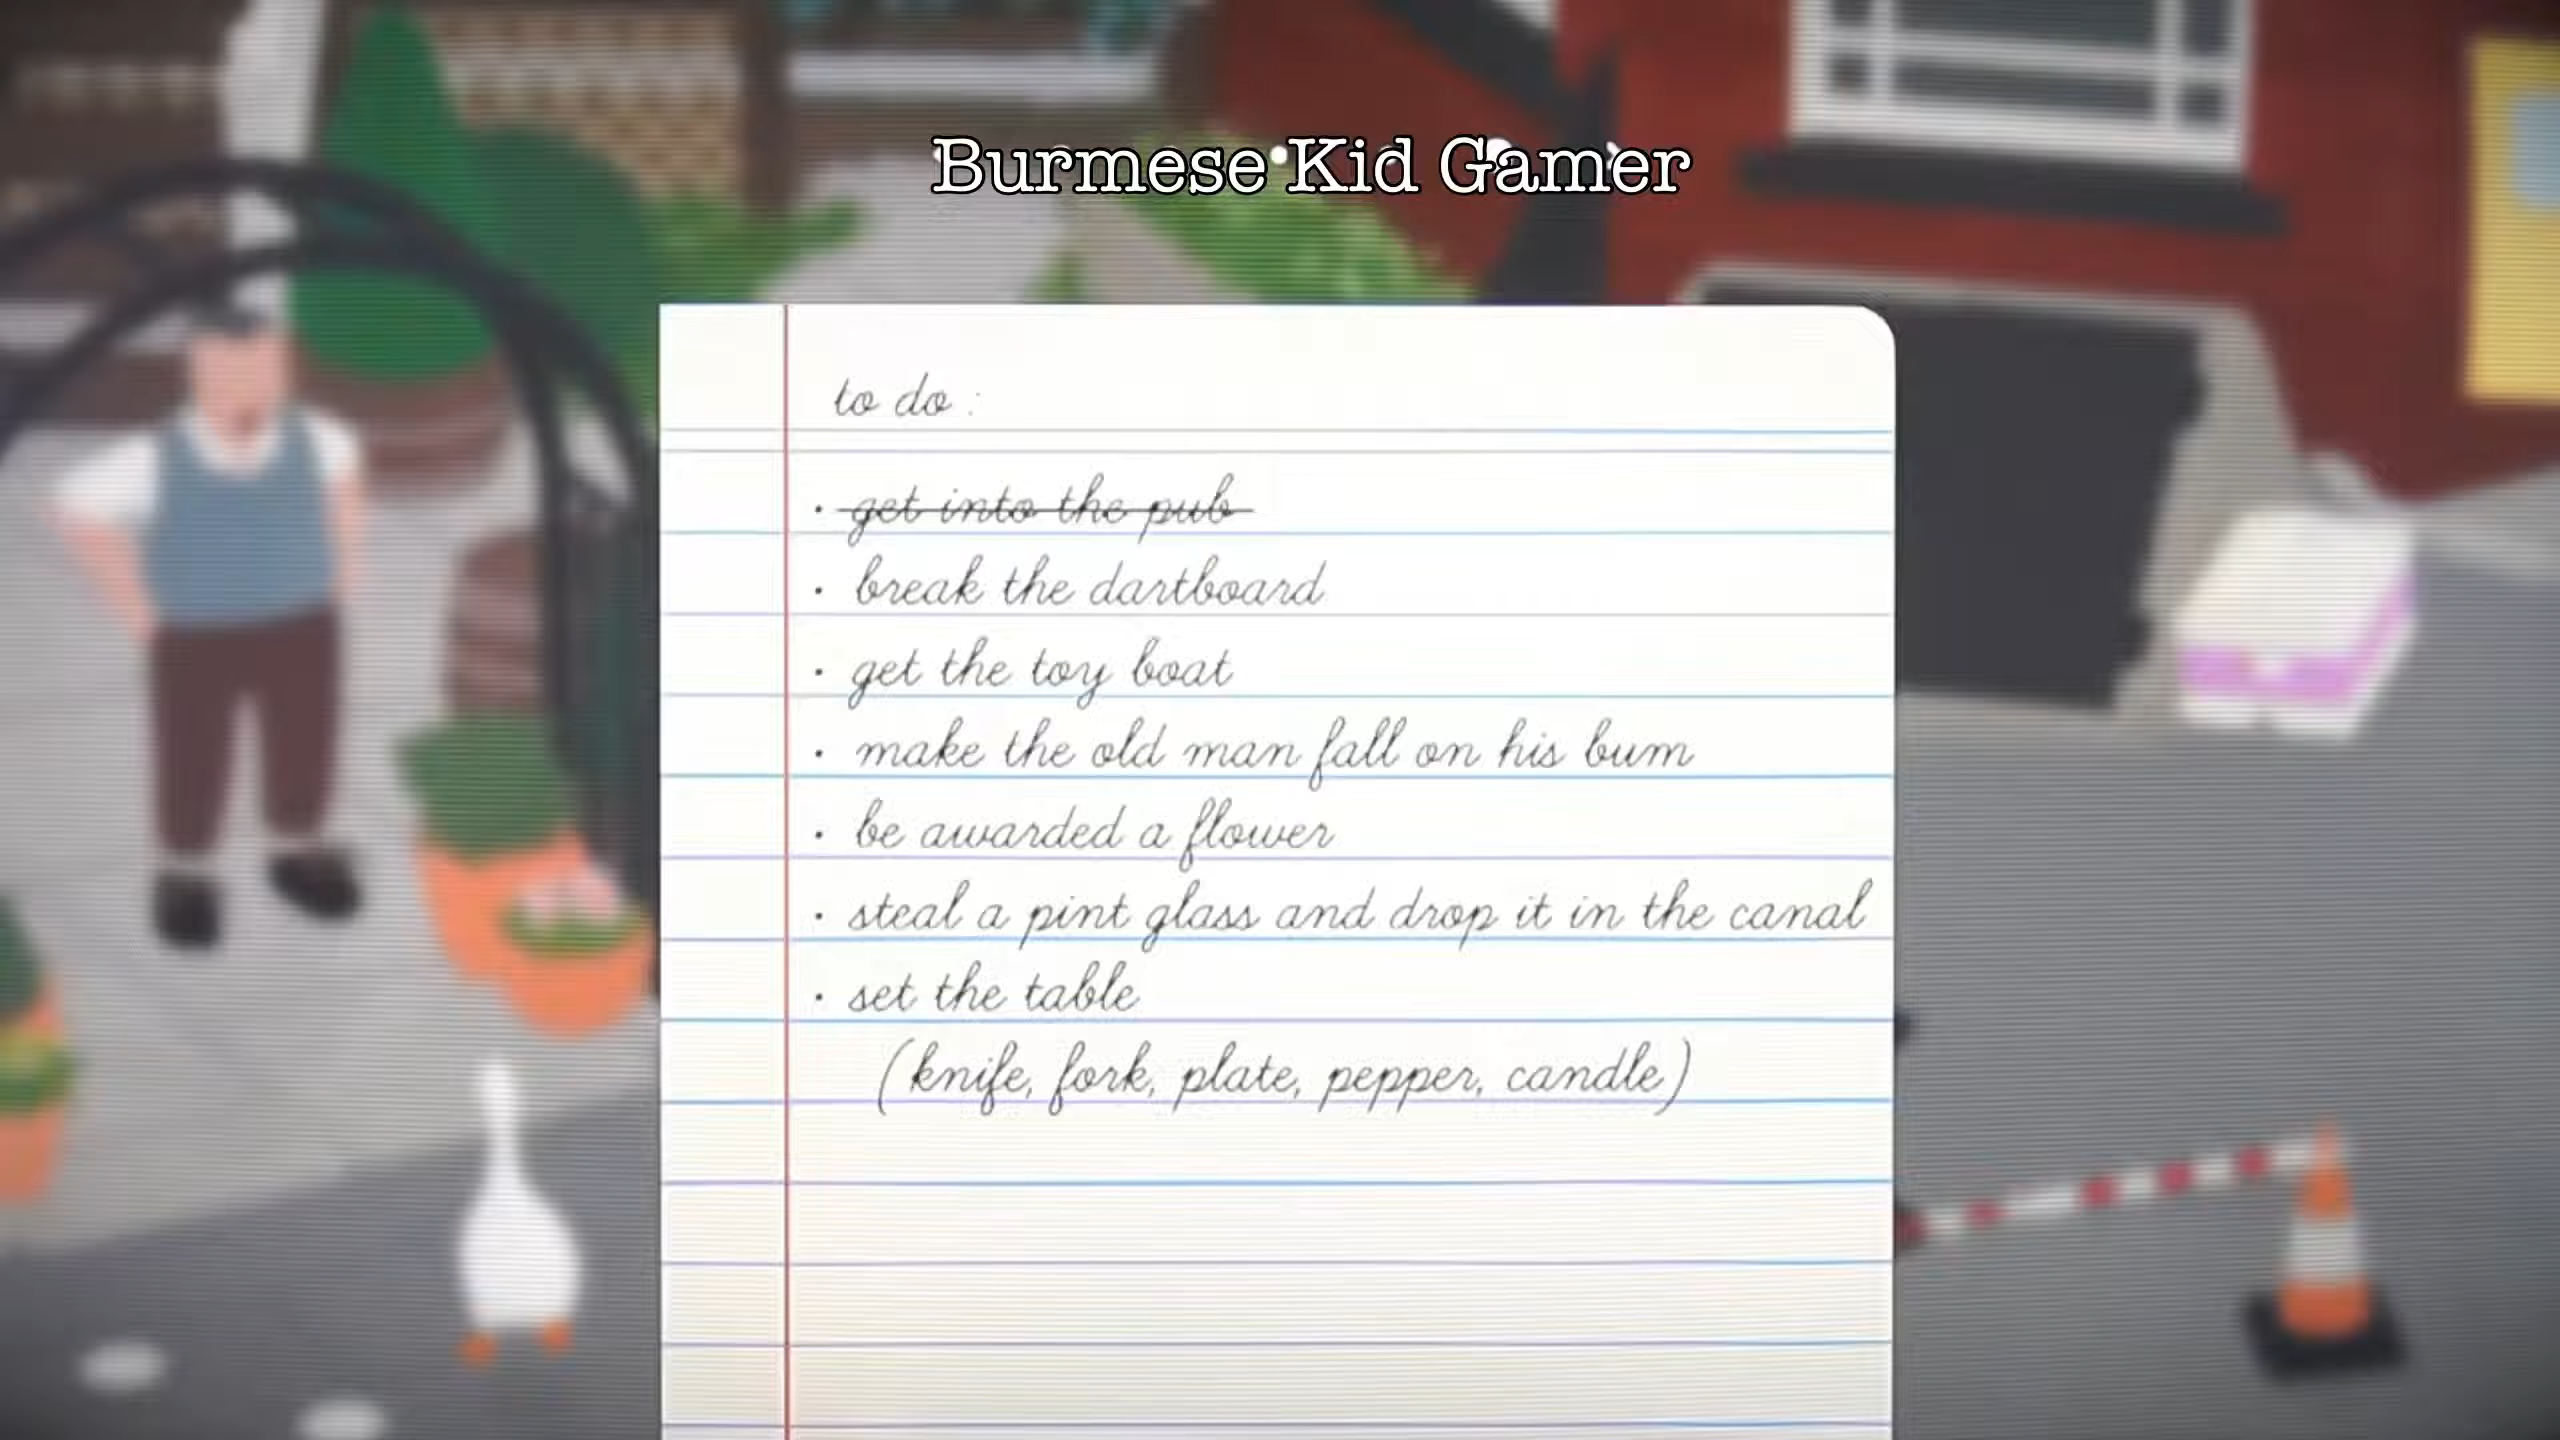 Burmese Kid Gamer
to do :
· get into the pub
· break the dartboard
· get the toy boat
· make the old man fall on his bum
· be awarded a flower
· steal a pint glass and drop it in the canal
· set the table
(knife, fork, plate, pepper, candle)